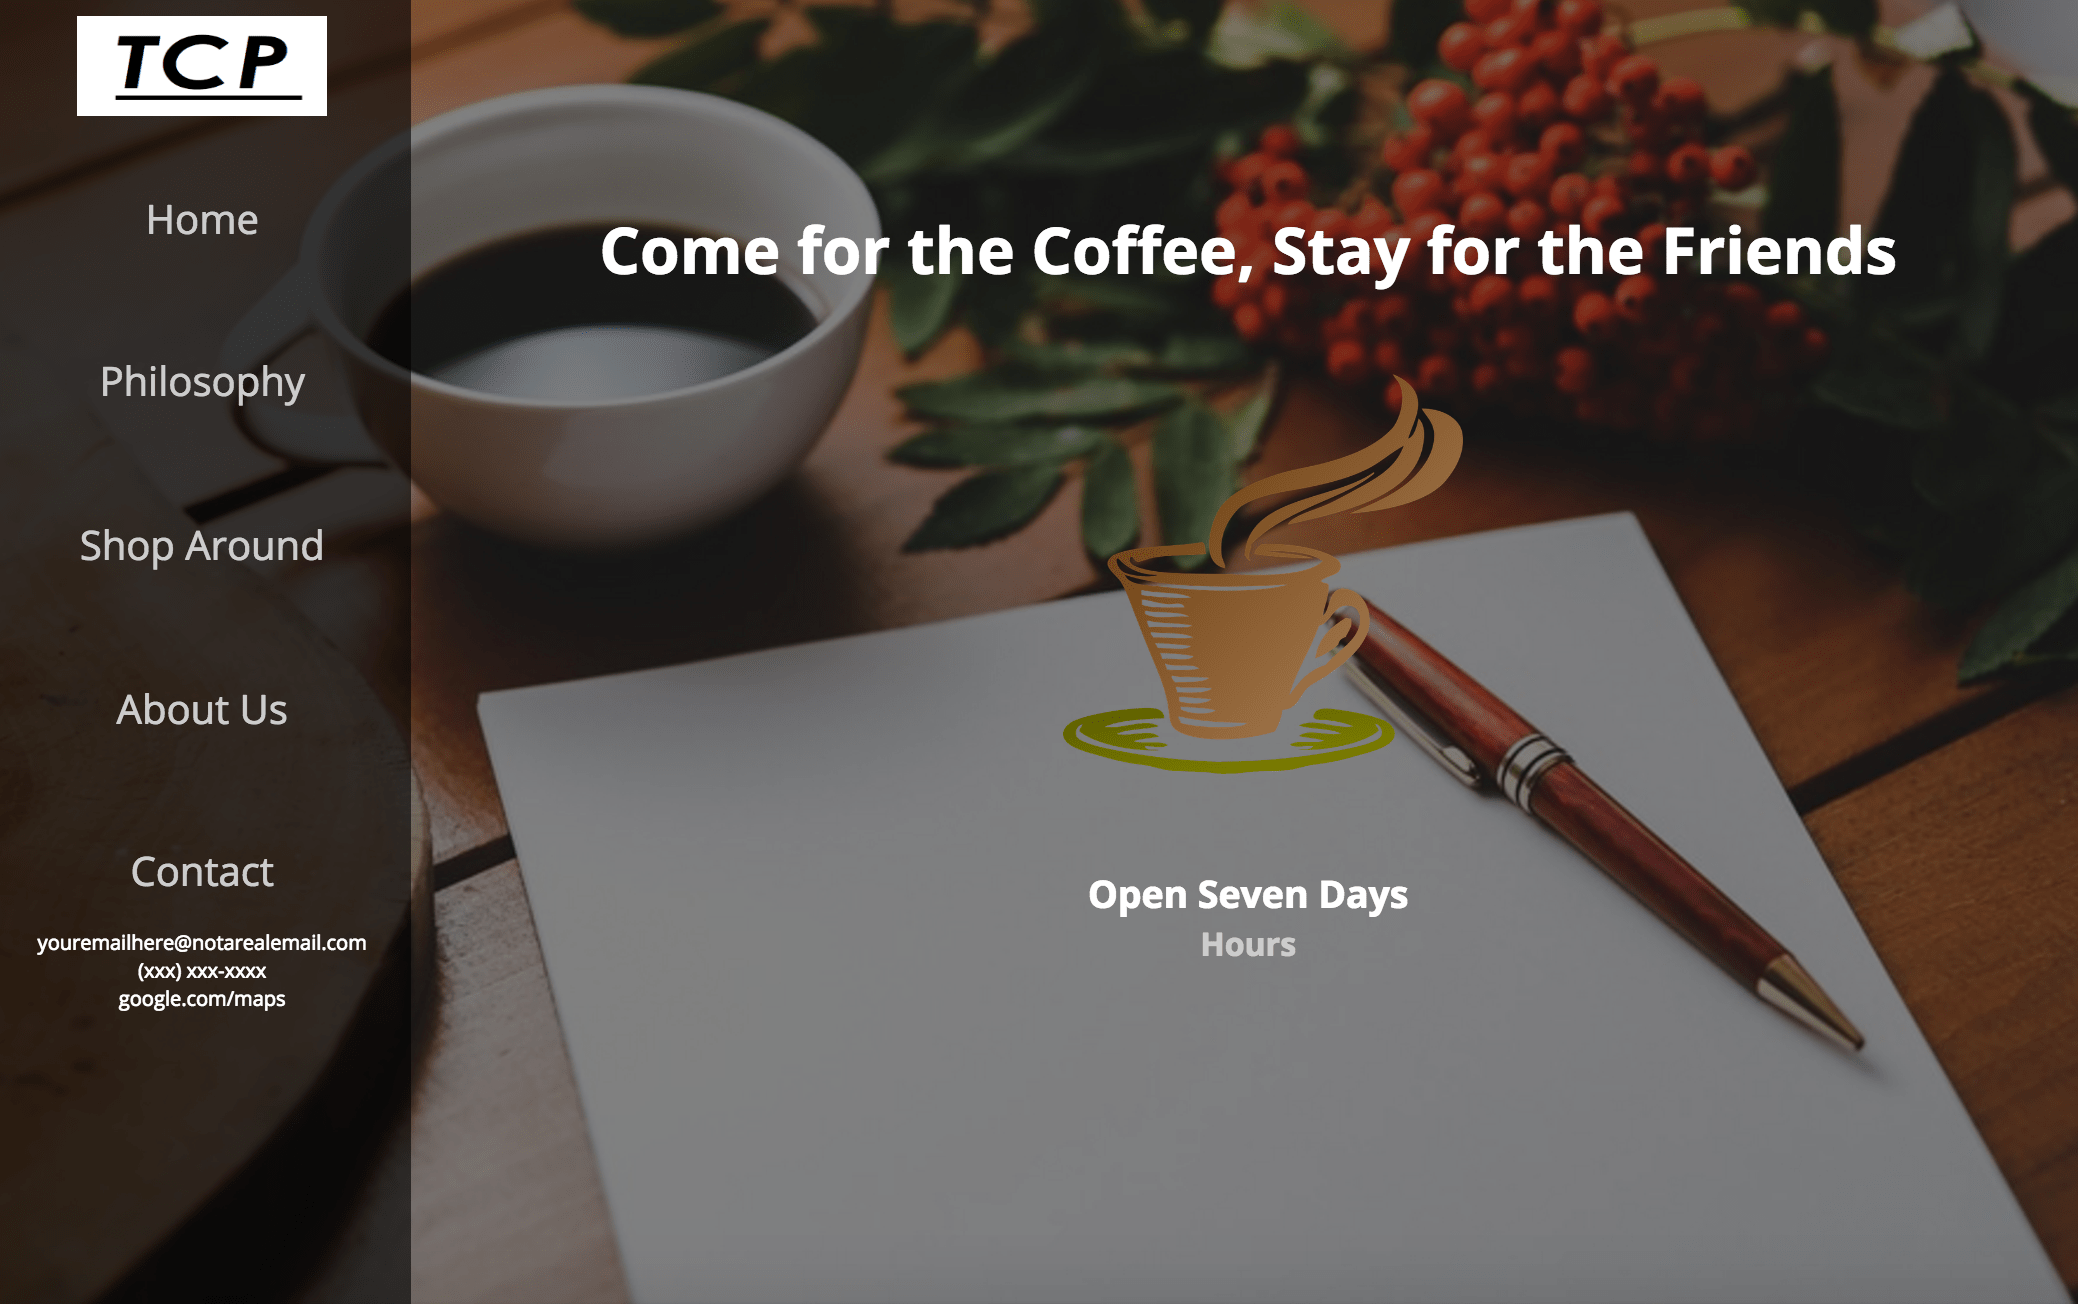 TCP
Home
Philosophy
Shop Around
About Us
Contact
youremailhere@notarealemail.com
(xxx) xxx-xxxx
google.com/maps
Come for the Coffee, Stay for the Friends
Open Seven Days
Hours